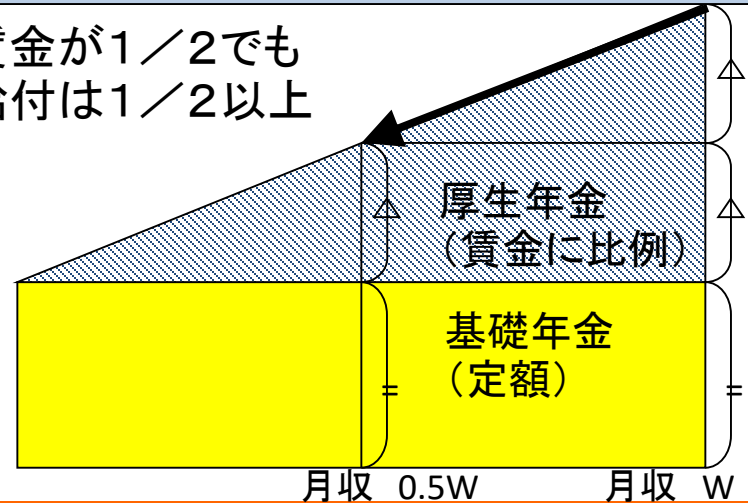 金が1/2でも
給付は1/2以上
厚生年金
（賃金に比例）
基礎年金
（定額）
=
=
月収 0.5W
月収 W